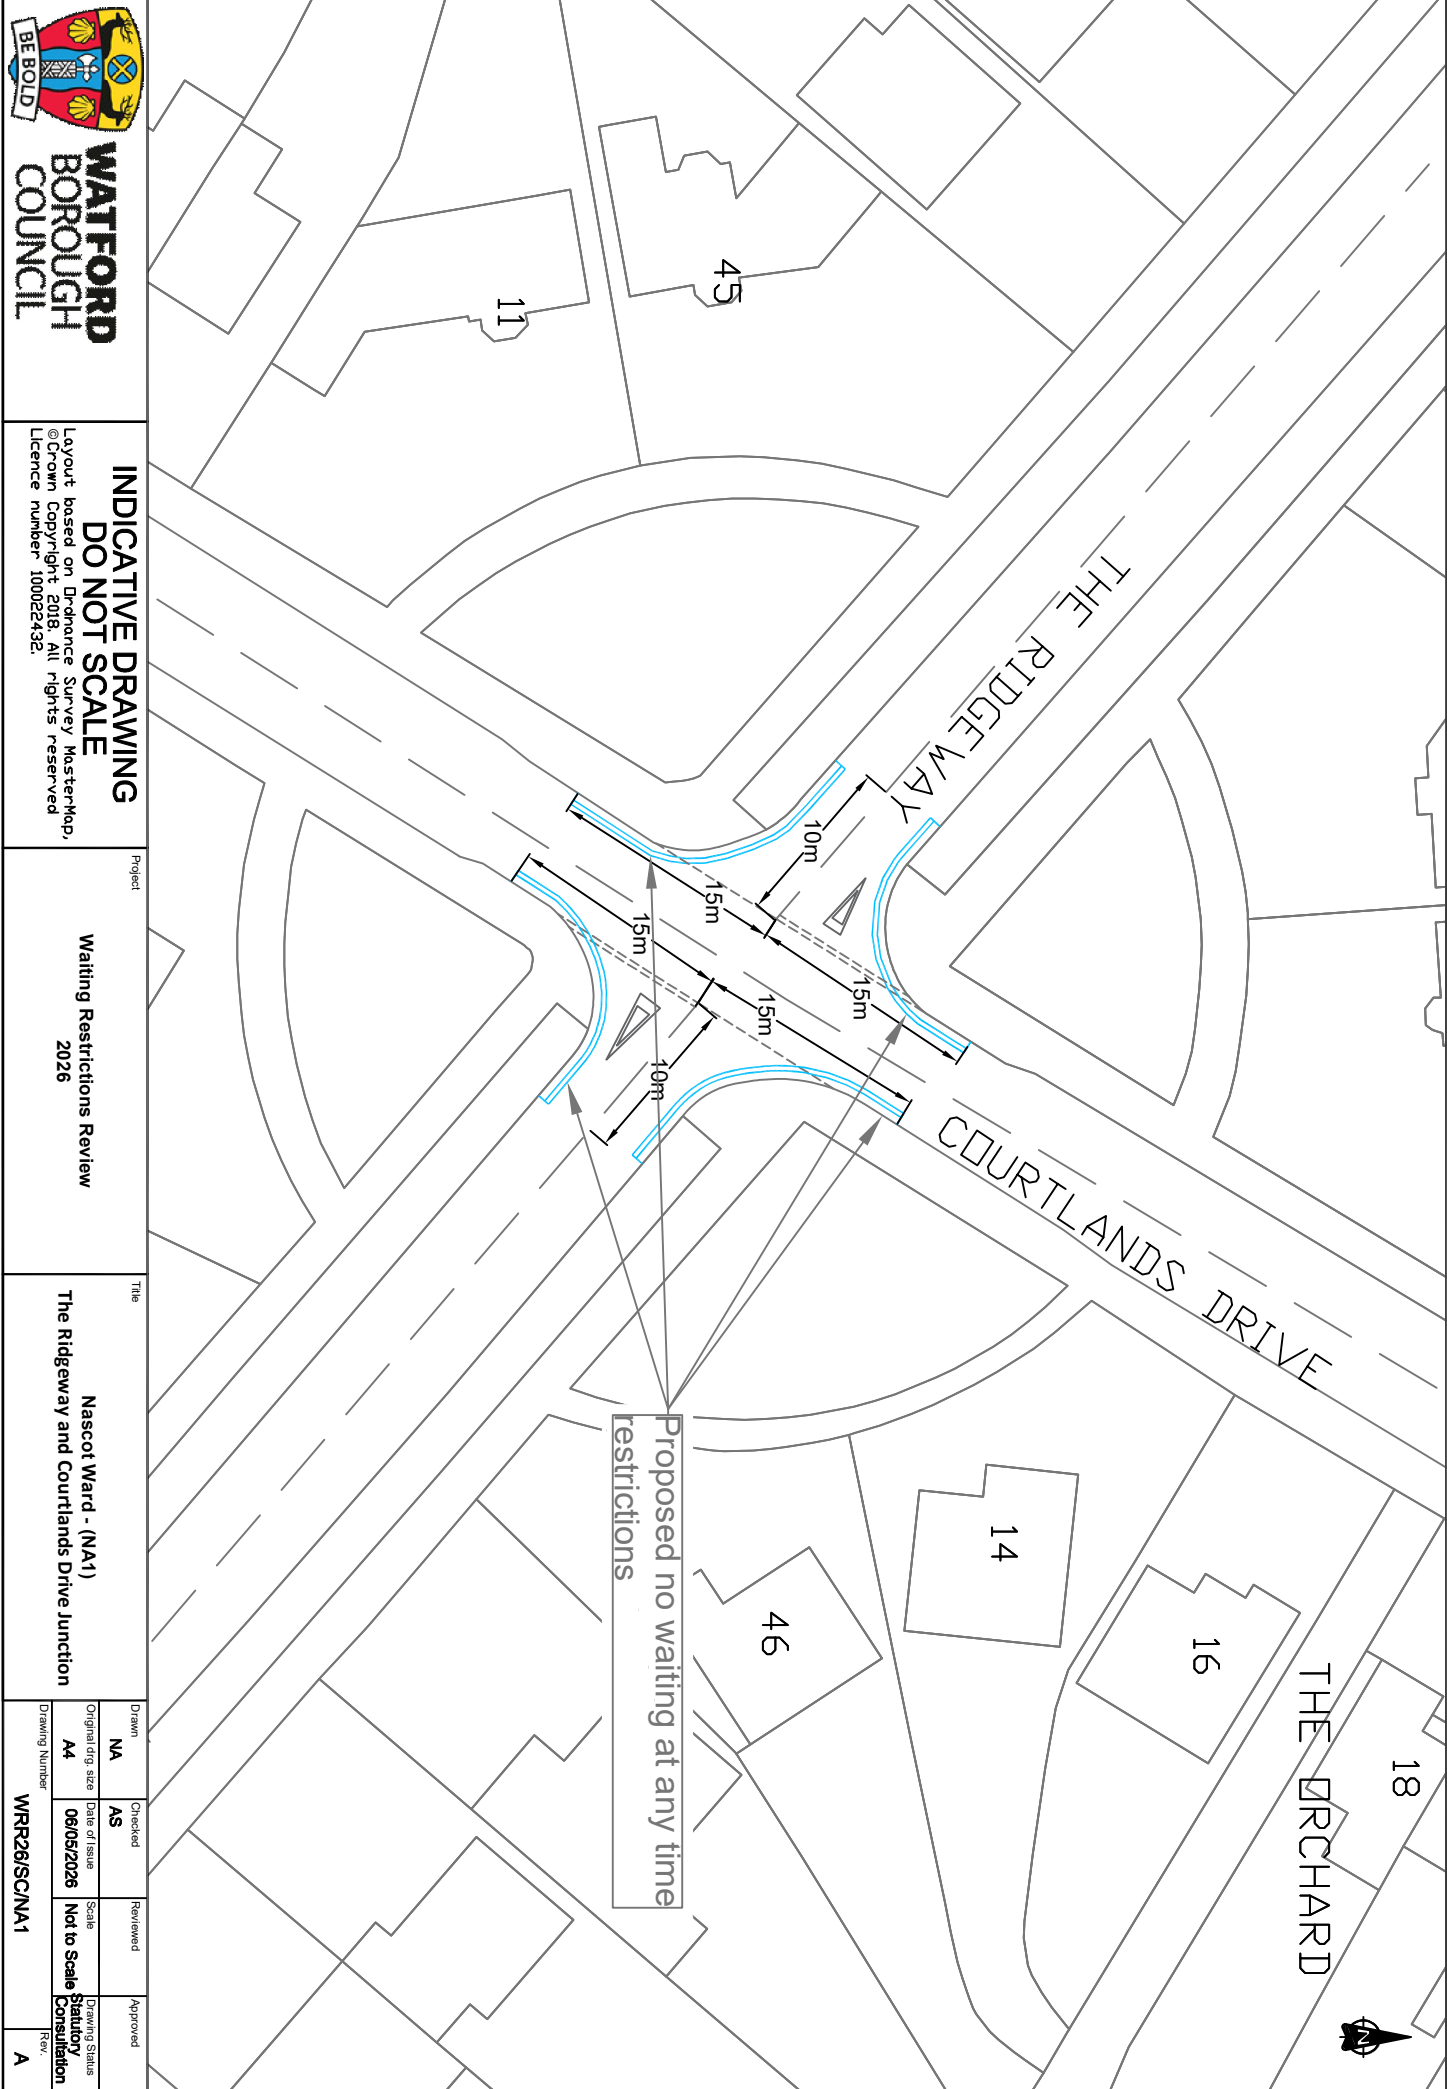 THE RIDGEWAY
COURTLANDS DRIVE
THE ORCHARD
45
11
14
16
18
46
10m
15m
15m
15m
15m
10m
Proposed no waiting at any time
restrictions
N
BE BOLD
WATFORD
BOROUGH
COUNCIL
INDICATIVE DRAWING
DO NOT SCALE
Layout based on Ordnance Survey MasterMap,
©Crown Copyright 2018. All rights reserved
Licence number 100022432.
Project
Waiting Restrictions Review
2026
Title
Nascot Ward - (NA1)
The Ridgeway and Courtlands Drive Junction
Drawn
NA
Checked
AS
Reviewed
Approved
Original drg. size
A4
Date of Issue
06/05/2026
Scale
Not to Scale
Drawing Status
Statutory
Consultation
Drawing Number
WRR26/SC/NA1
Rev.
A